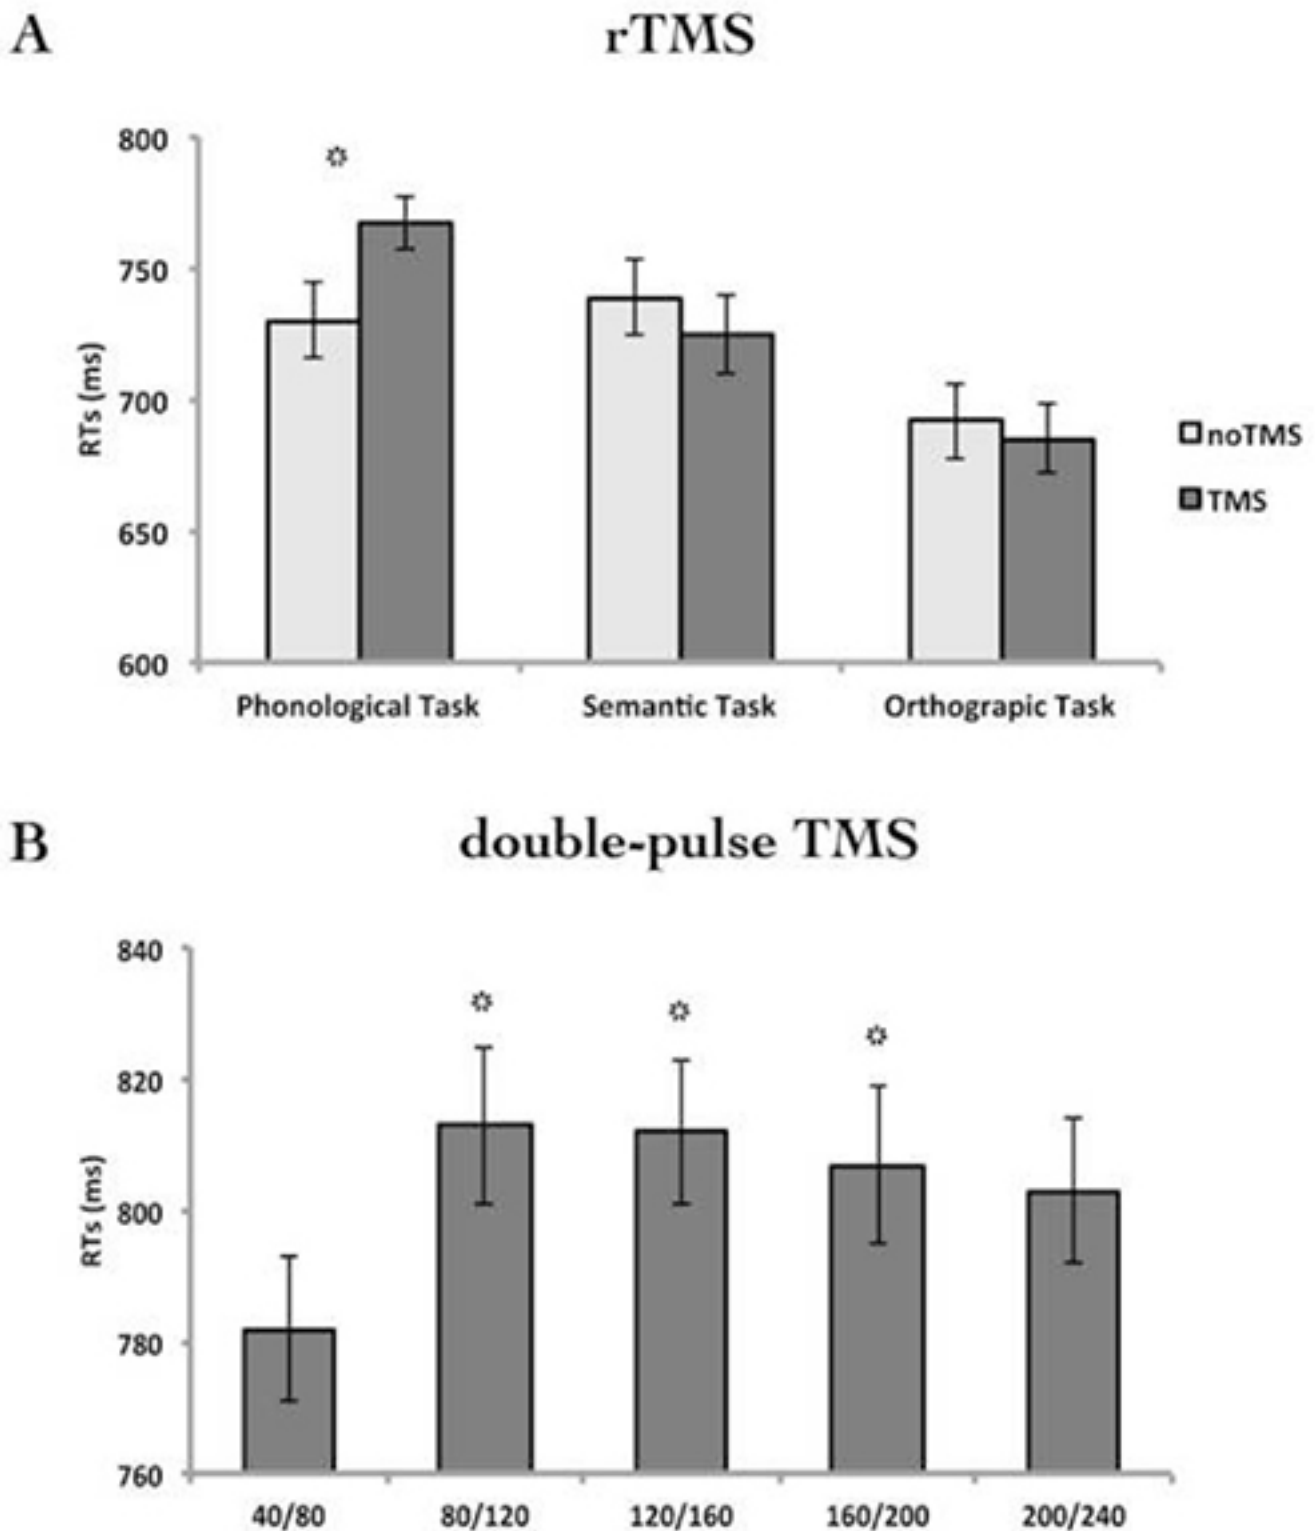 A
rTMS
800
750
700
650
600
RTs (ms)
noTMS
TMS
Phonological Task
Semantic Task
Orthograpic Task
B
double-pulse TMS
840
820
800
780
760
RTs (ms)
40/80
80/120
120/160
160/200
200/240